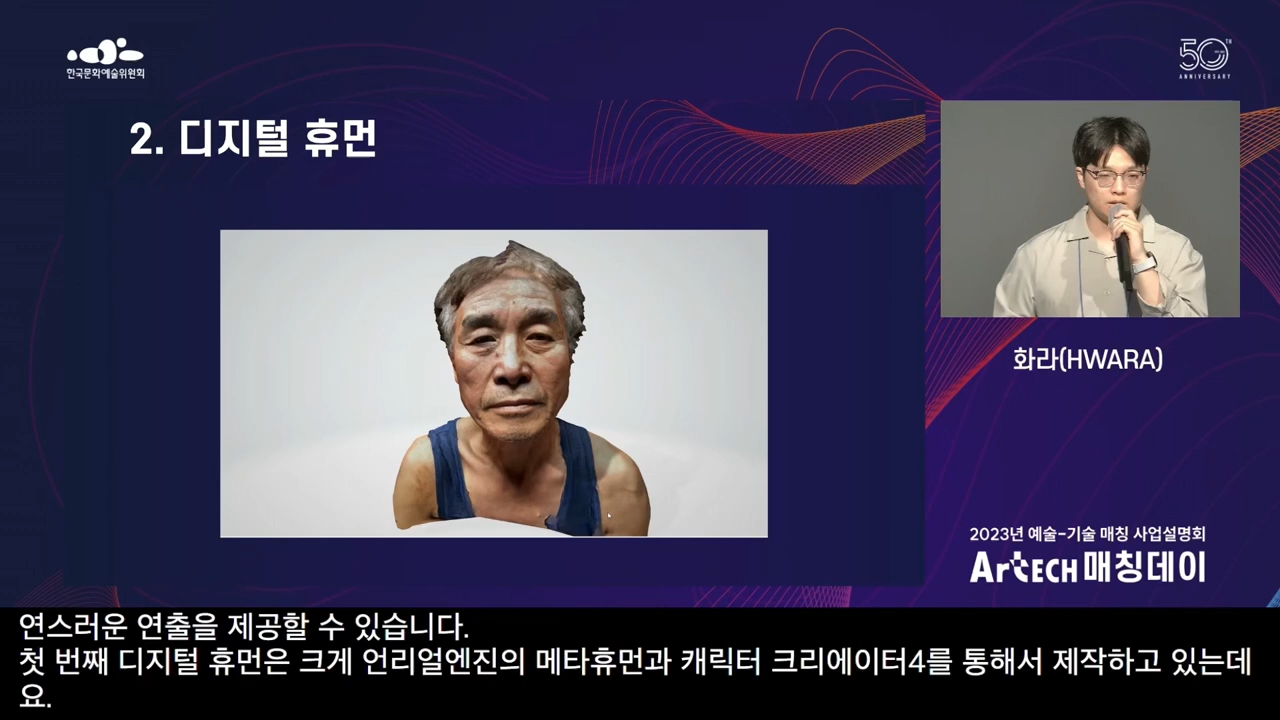 한국문화예술위원회
50TH
ANNIVERSARY
2. 디지털 휴먼
화라(HWARA)
2023년 예술-기술 매칭 사업설명회
ArtECH 매칭데이
연스러운 연출을 제공할 수 있습니다.
첫 번째 디지털 휴먼은 크게 언리얼엔진의 메타휴먼과 캐릭터 크리에이터4를 통해서 제작하고 있는데
요.